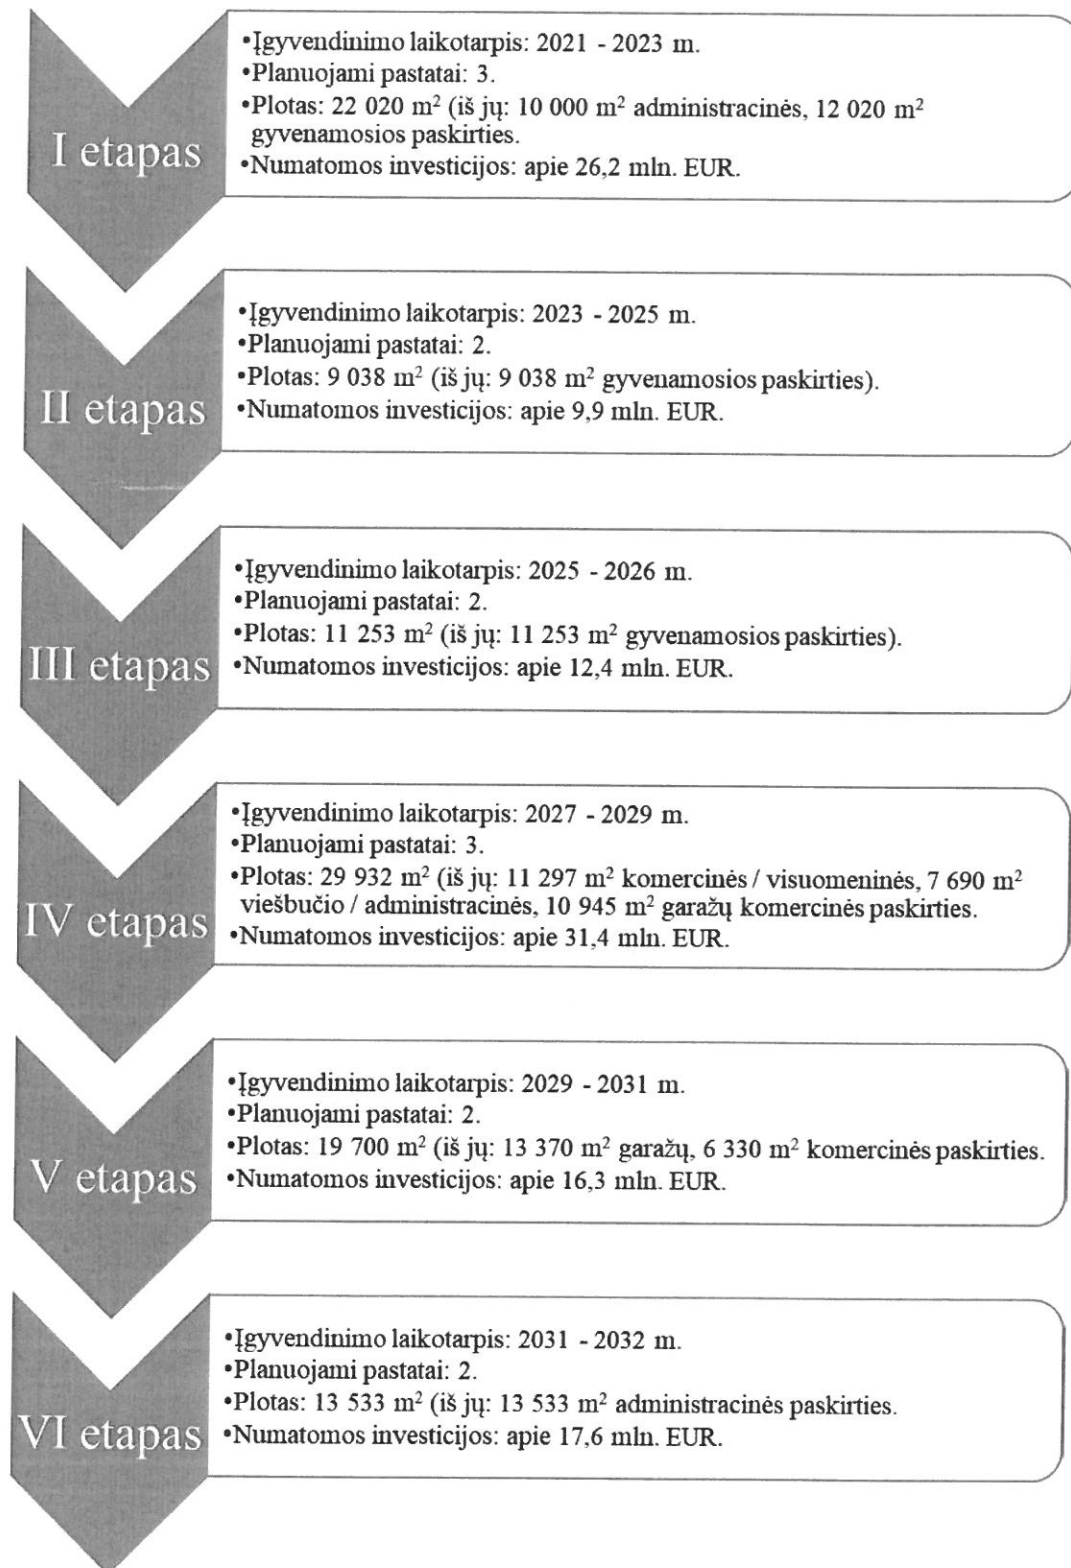 I etapas
•Įgyvendinimo laikotarpis: 2021 - 2023 m.
•Planuojami pastatai: 3.
•Plotas: 22 020 m² (iš jų: 10 000 m² administracinės, 12 020 m²
gyvenamosios paskirties.
•Numatomos investicijos: apie 26,2 mln. EUR.
II etapas
•Įgyvendinimo laikotarpis: 2023 - 2025 m.
•Planuojami pastatai: 2.
•Plotas: 9 038 m² (iš jų: 9 038 m² gyvenamosios paskirties).
•Numatomos investicijos: apie 9,9 mln. EUR.
III etapas
•Įgyvendinimo laikotarpis: 2025 - 2026 m.
•Planuojami pastatai: 2.
•Plotas: 11 253 m² (iš jų: 11 253 m² gyvenamosios paskirties).
•Numatomos investicijos: apie 12,4 mln. EUR.
IV etapas
•Įgyvendinimo laikotarpis: 2027 - 2029 m.
•Planuojami pastatai: 3.
•Plotas: 29 932 m² (iš jų: 11 297 m² komercinės / visuomeninės, 7 690 m²
viešbučio / administracinės, 10 945 m² garažų komercinės paskirties.
•Numatomos investicijos: apie 31,4 mln. EUR.
V etapas
•Įgyvendinimo laikotarpis: 2029 - 2031 m.
•Planuojami pastatai: 2.
•Plotas: 19 700 m² (iš jų: 13 370 m² garažų, 6 330 m² komercinės paskirties.
•Numatomos investicijos: apie 16,3 mln. EUR.
VI etapas
•Įgyvendinimo laikotarpis: 2031 - 2032 m.
•Planuojami pastatai: 2.
•Plotas: 13 533 m² (iš jų: 13 533 m² administracinės paskirties.
•Numatomos investicijos: apie 17,6 mln. EUR.